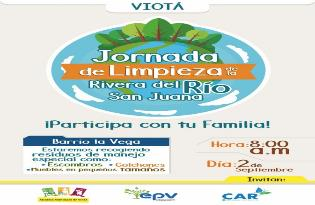 VIOTÁ
Jornada
de Limpieza de la
Rivera del Río
San Juana
¡Participa con tu Familia!
Barrio la Vega
Estaremos recogiendo
residuos de manejo
especial como:
• Escombros • Colchones
• Muebles en pequeños tamaños
Hora: 8:00
a.m
Día: 2 de
Septiembre
Invitan:
epv
CAR